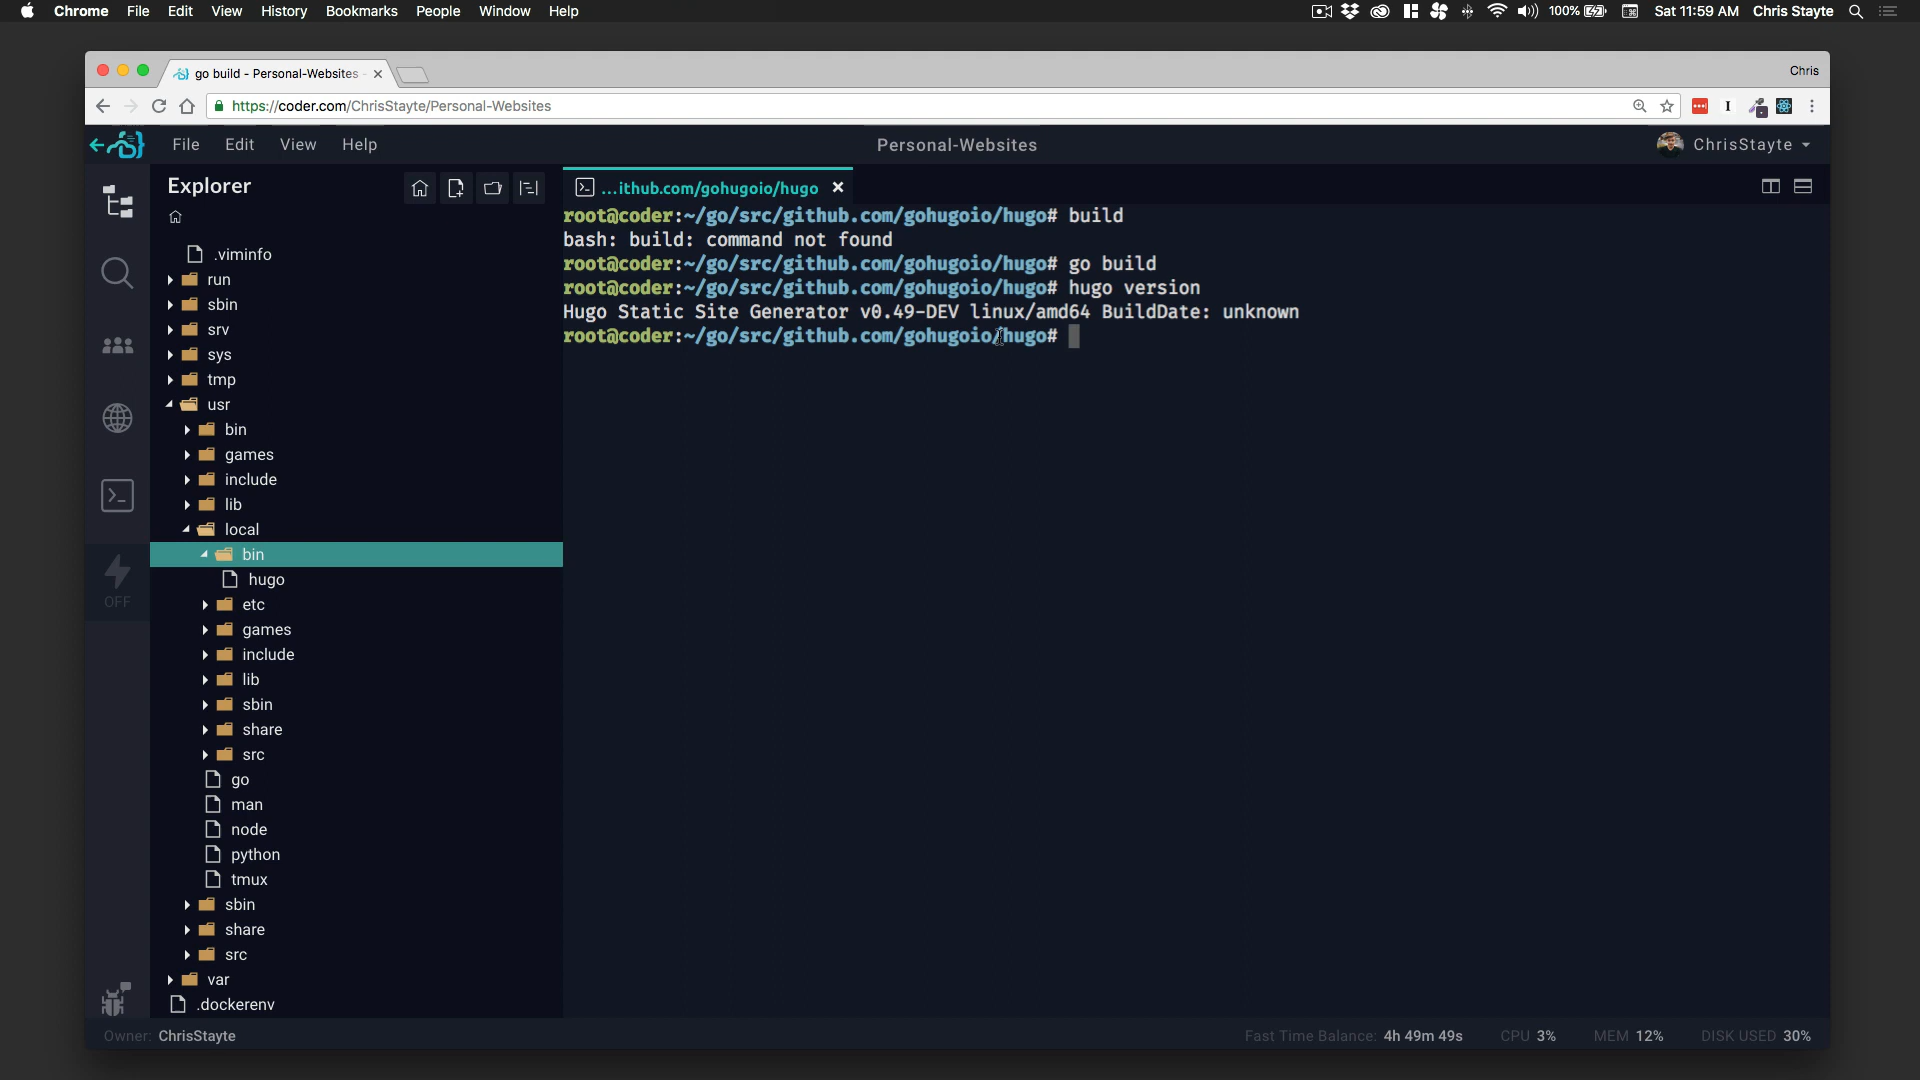 Chrome File Edit View History Bookmarks People Window Help 100% Sat 11:59 AM Chris Stayte
go build - Personal-Websites - Chris
https://coder.com/ChrisStayte/Personal-Websites
File Edit View Help Personal-Websites ChrisStayte
Explorer
...ithub.com/gohugoio/hugo
root@coder:~/go/src/github.com/gohugoio/hugo# build
bash: build: command not found
root@coder:~/go/src/github.com/gohugoio/hugo# go build
root@coder:~/go/src/github.com/gohugoio/hugo# hugo version
Hugo Static Site Generator v0.49-DEV linux/amd64 BuildDate: unknown
root@coder:~/go/src/github.com/gohugoio/hugo#
.viminfo
run
sbin
srv
sys
tmp
usr
bin
games
include
lib
local
bin
hugo
etc
games
include
lib
sbin
share
src
go
man
node
python
tmux
sbin
share
src
var
.dockerenv
OFF
Owner: ChrisStayte Fast Time Balance: 4h 49m 49s CPU 3% MEM 12% DISK USED 30%